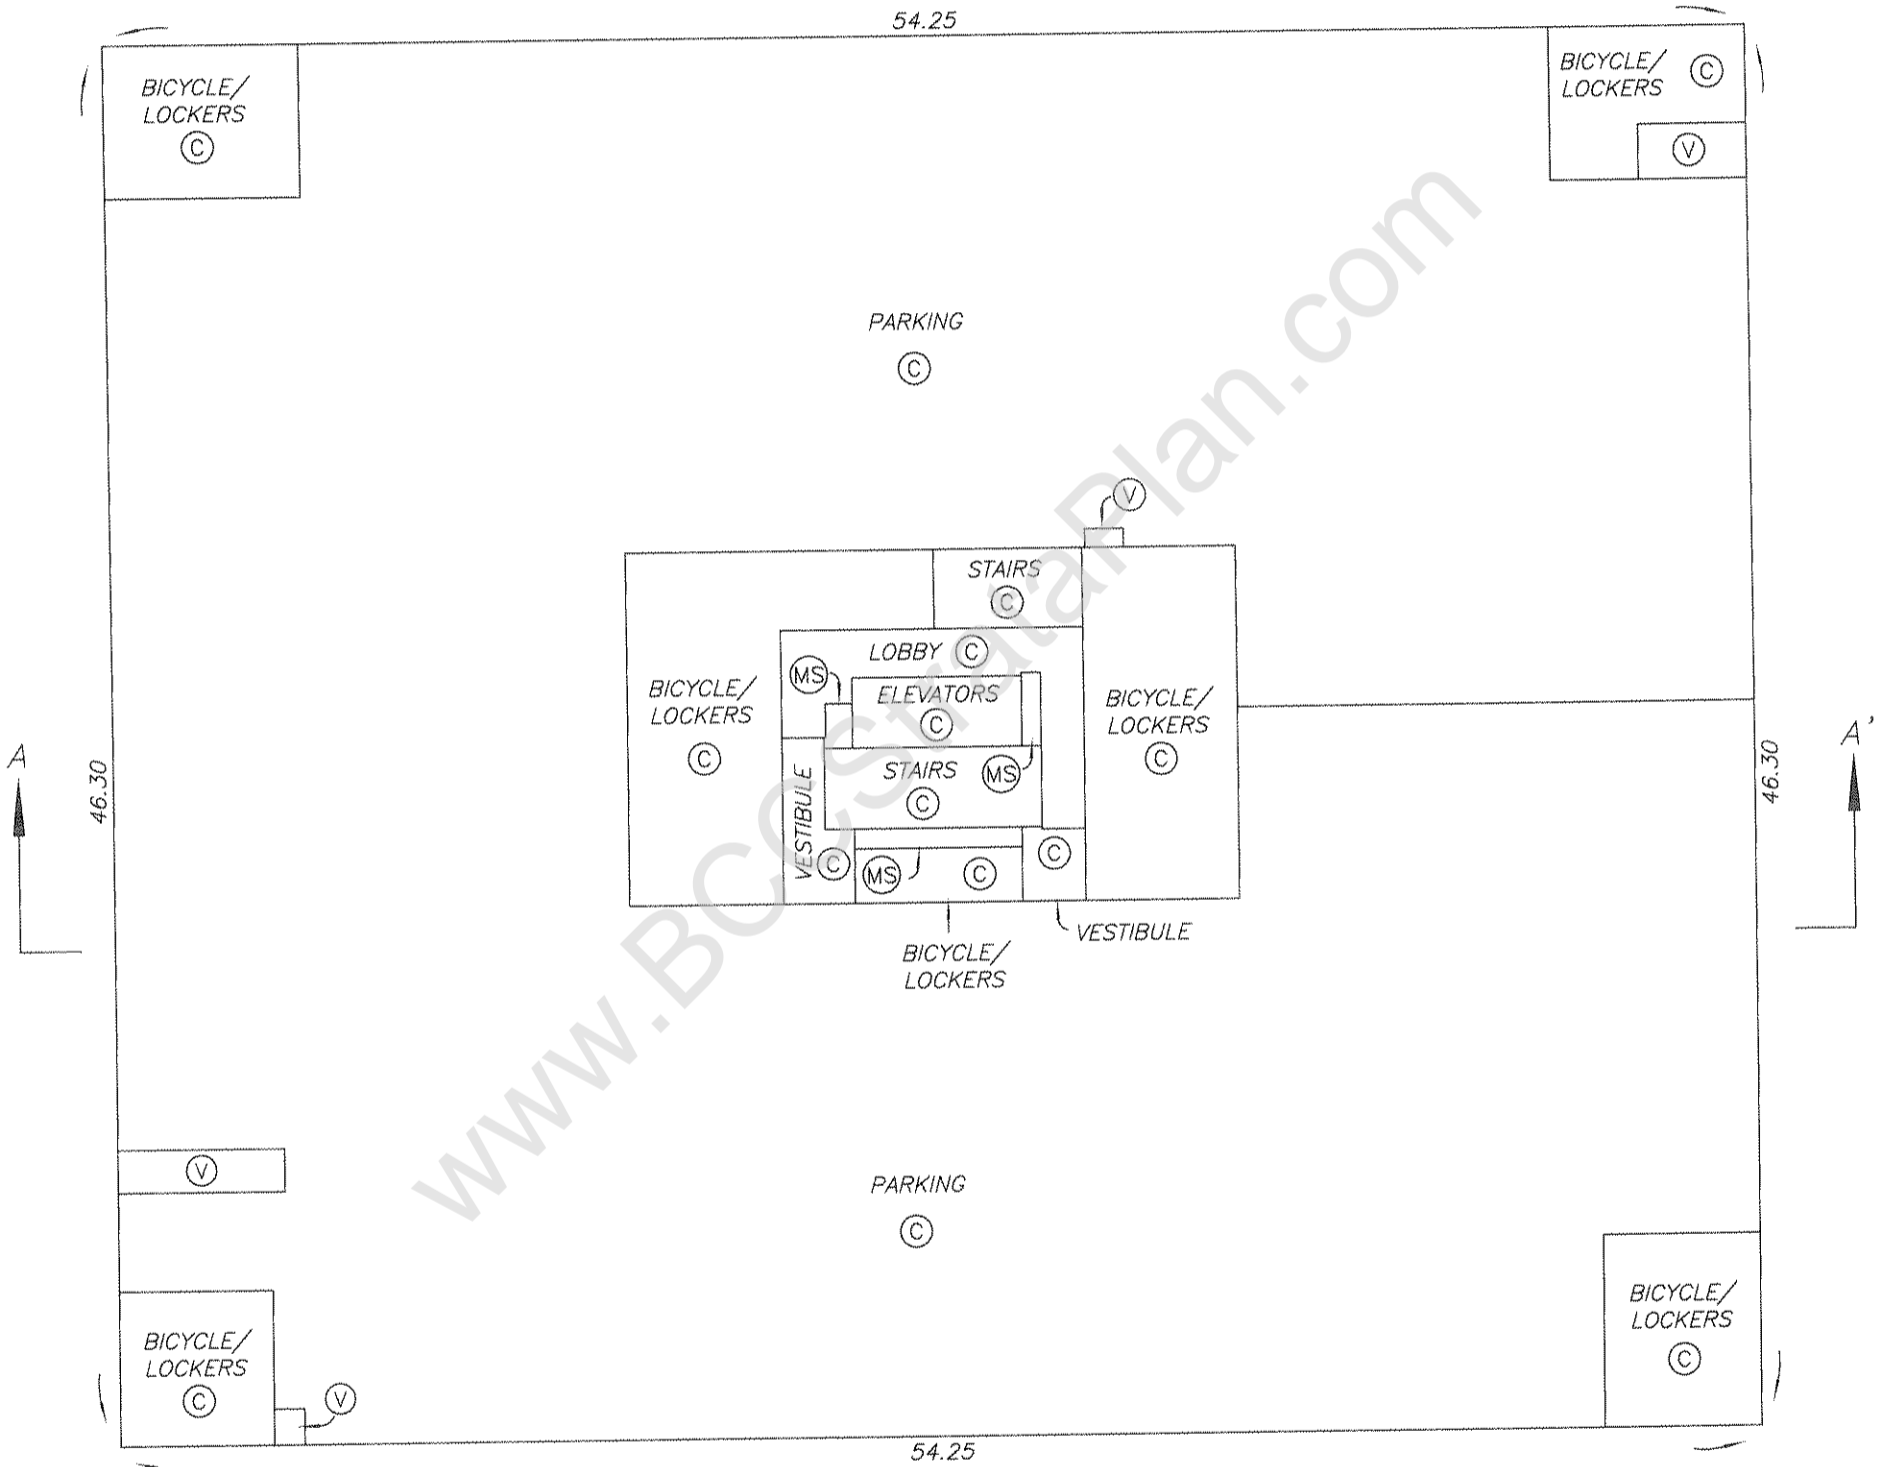 54.25
BICYCLE/
LOCKERS
C
BICYCLE/
LOCKERS
C
V
PARKING
C
V
STAIRS
C
LOBBY C
MS
ELEVATORS
C
BICYCLE/
LOCKERS
C
BICYCLE/
LOCKERS
C
STAIRS
C
MS
VESTIBULE
C
MS
C
C
VESTIBULE
BICYCLE/
LOCKERS
A
46.30
46.30
A'
V
PARKING
C
BICYCLE/
LOCKERS
C
V
BICYCLE/
LOCKERS
C
54.25
www.BCCStrataPlan.com